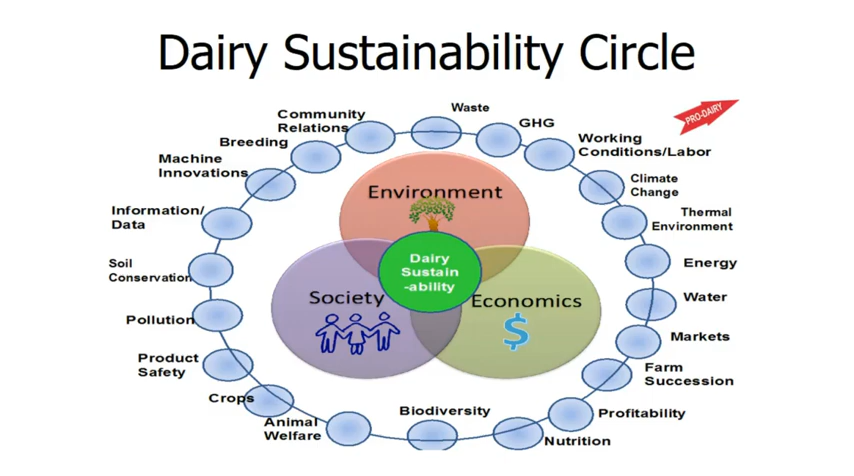 Dairy Sustainability Circle
PRO-DAIRY
Waste
GHG
Working
Conditions/Labor
Climate
Change
Thermal
Environment
Energy
Water
Markets
Farm
Succession
Profitability
Nutrition
Biodiversity
Animal
Welfare
Crops
Product
Safety
Pollution
Soil
Conservation
Information/
Data
Machine
Innovations
Breeding
Community
Relations
Environment
Dairy
Sustain
-ability
Society
Economics
$